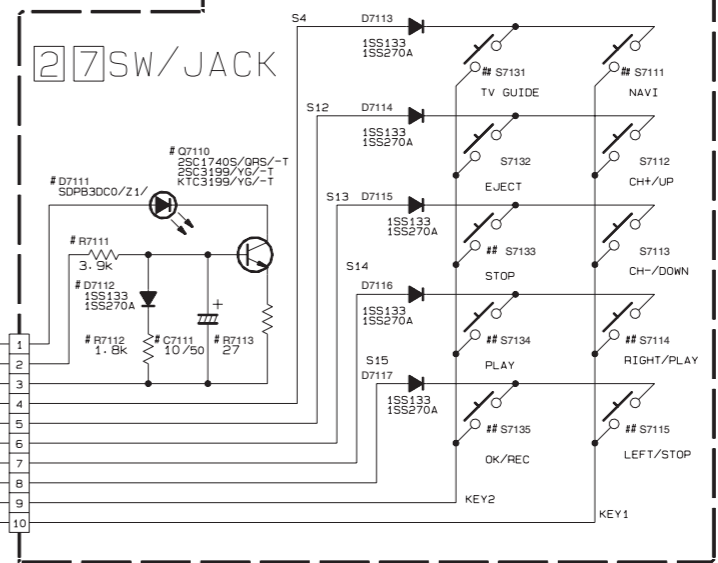 27SW/JACK
S4
D7113
1SS133
1SS270A
## S7131
TV GUIDE
## S7111
NAVI
S12
D7114
1SS133
1SS270A
S7132
EJECT
S7112
CH+/UP
# Q7110
2SC1740S/QRS/-T
2SC3199/YG/-T
KTC3199/YG/-T
# D7111
SDPB3DC0/Z1/
S13
D7115
1SS133
1SS270A
## S7133
STOP
S7113
CH-/DOWN
# R7111
3.9k
# D7112
1SS133
1SS270A
# R7112
1.8k
+
C7111
10/50
# R7113
27
S14
D7116
1SS133
1SS270A
## S7134
PLAY
## S7114
RIGHT/PLAY
S15
D7117
1SS133
1SS270A
## S7135
OK/REC
## S7115
LEFT/STOP
1
2
3
4
5
6
7
8
9
10
KEY2
KEY1